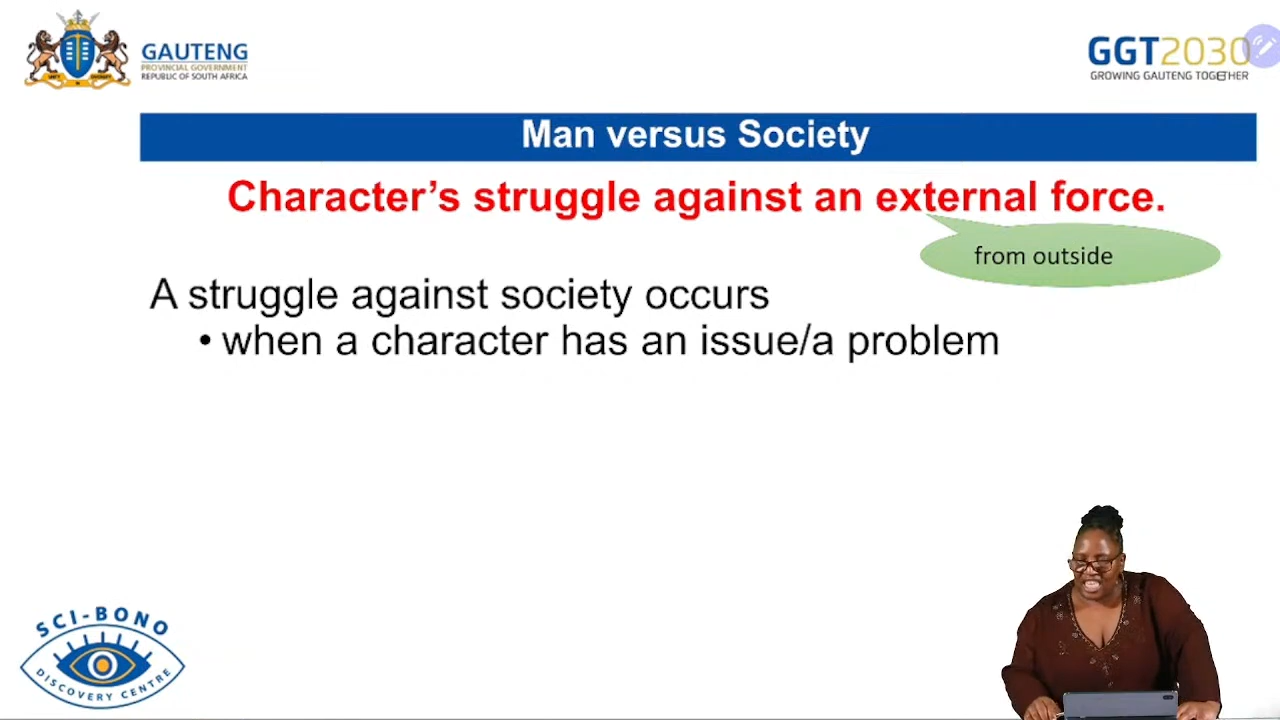 GAUTENG
PROVINCIAL GOVERNMENT
REPUBLIC OF SOUTH AFRICA
GGT2030
GROWING GAUTENG TOGETHER
Man versus Society
Character’s struggle against an external force.
from outside
A struggle against society occurs
• when a character has an issue/a problem
SCI-BONO
DISCOVERY CENTRE